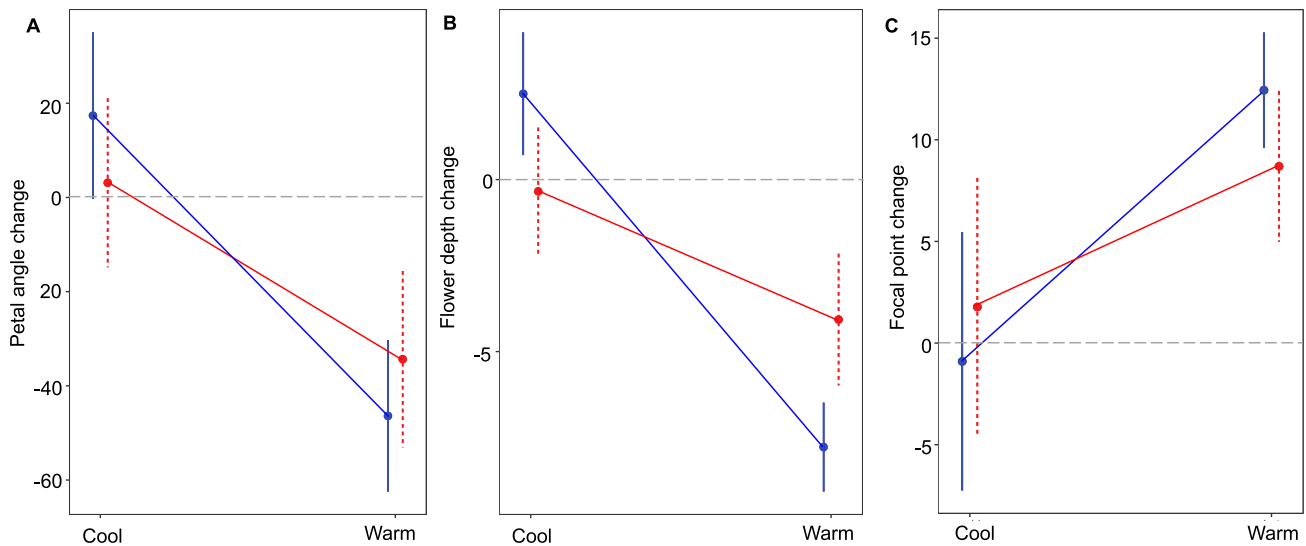 A
Petal angle change
20
0
20
-40
-60
Cool Warm
B
Flower depth change
0
-5
Cool Warm
C
Focal point change
15
10
5
0
-5
Cool Warm